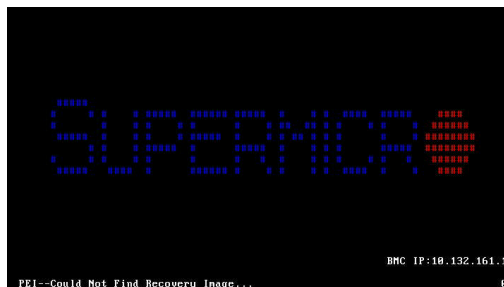 SUPERMICRO
BMC IP:10.132.161.
PEI--Could Not Find Recovery Image...